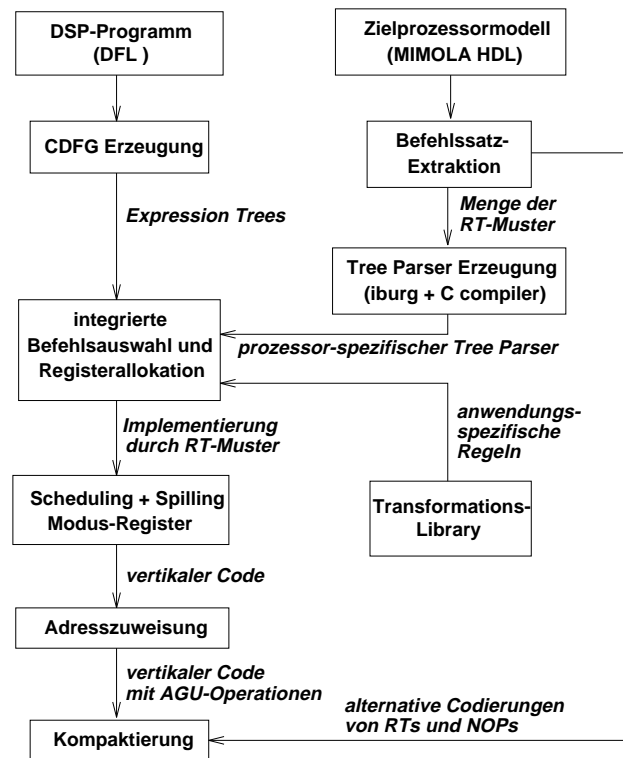 DSP-Programm
(DFL )
Zielprozessormodell
(MIMOLA HDL)
CDFG Erzeugung
Befehlssatz-
Extraktion
Expression Trees
Menge der
RT-Muster
Tree Parser Erzeugung
(iburg + C compiler)
integrierte
Befehlsauswahl und
Registerallokation
prozessor-spezifischer Tree Parser
Implementierung
durch RT-Muster
anwendungs-
spezifische
Regeln
Scheduling + Spilling
Modus-Register
Transformations-
Library
vertikaler Code
Adresszuweisung
vertikaler Code
mit AGU-Operationen
alternative Codierungen
von RTs und NOPs
Kompaktierung